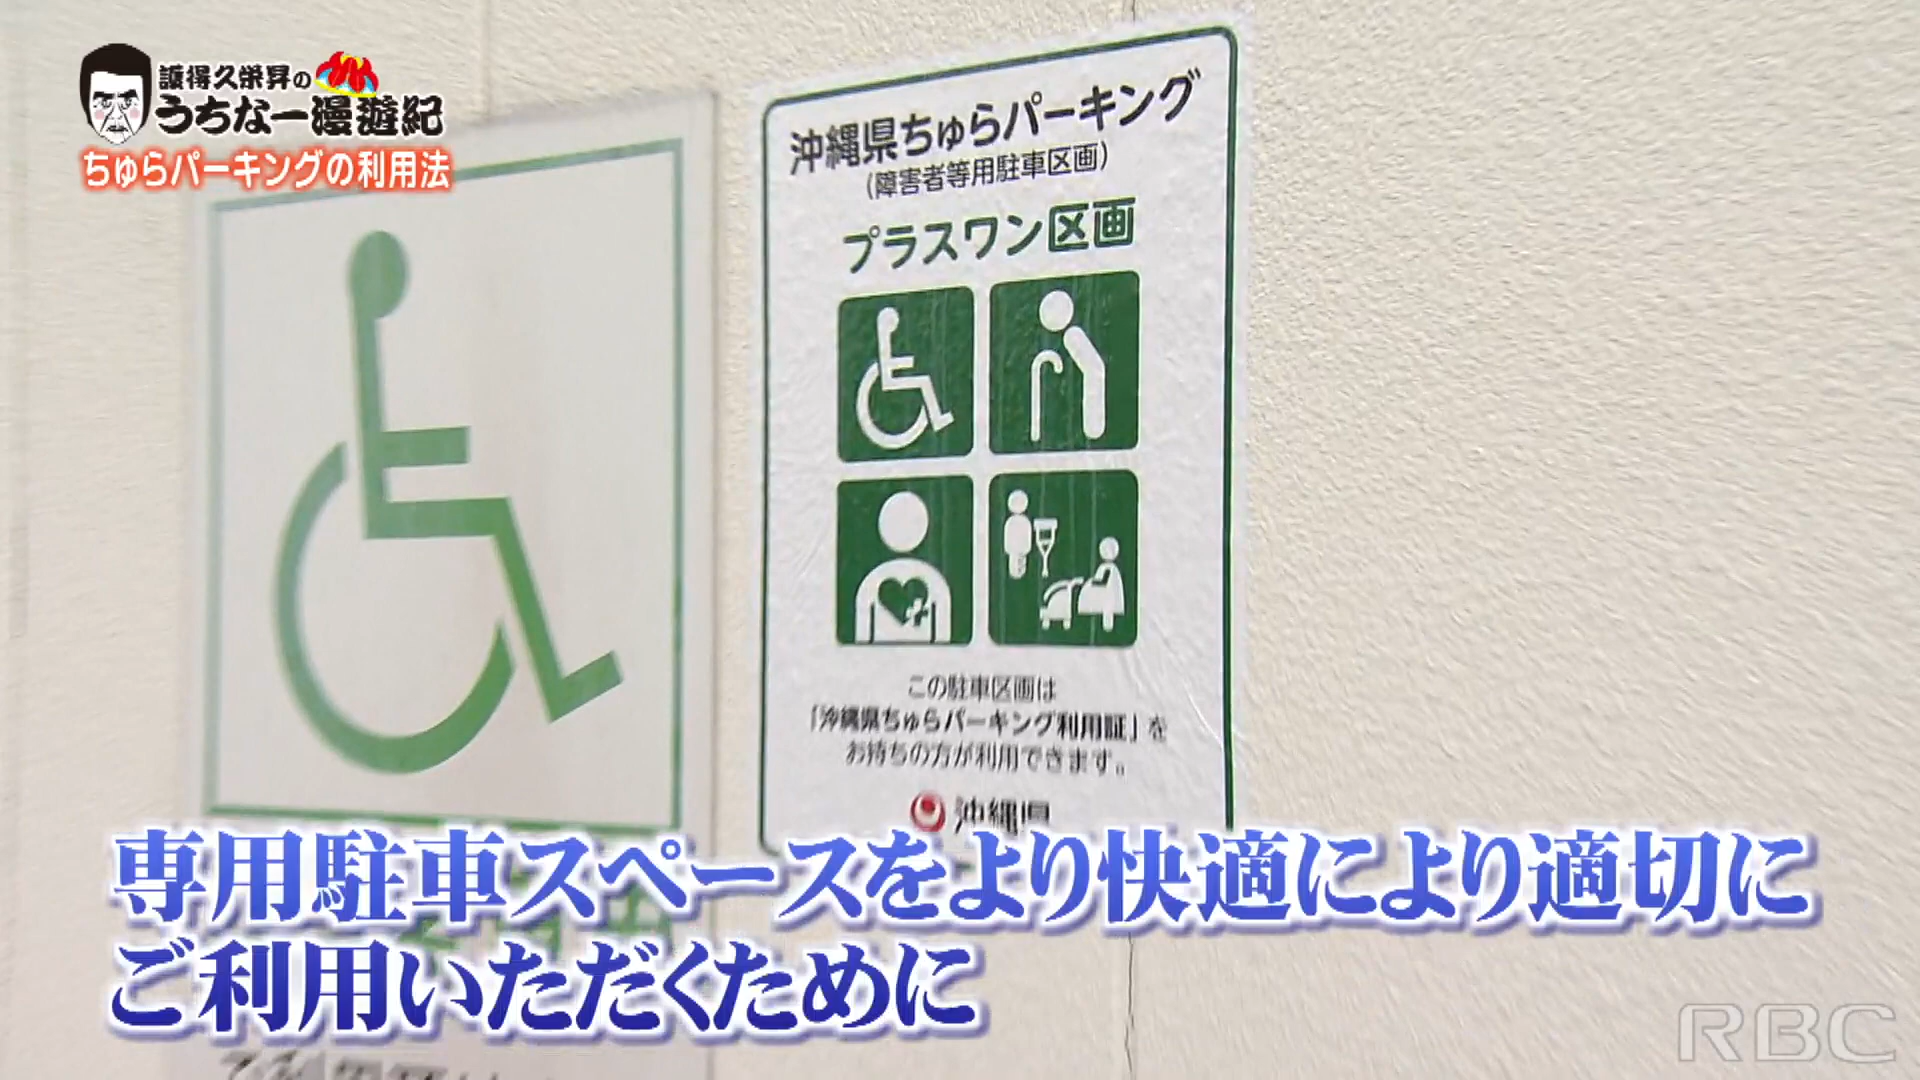 護得久栄昇の
うちなー漫遊紀
ちゅらパーキングの利用法
沖縄県ちゅらパーキング
(障害者等用駐車区画)
プラスワン区画
この駐車区画は
「沖縄県ちゅらパーキング利用証」を
お持ちの方が利用できます。
沖縄県
専用駐車スペースをより快適により適切に
ご利用いただくために
RBC